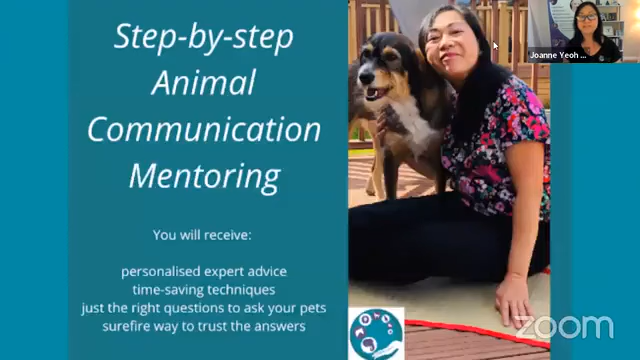 Step-by-step
Animal
Communication
Mentoring
You will receive:
personalised expert advice
time-saving techniques
just the right questions to ask your pets
surefire way to trust the answers
Joanne Yeoh ...
zoom